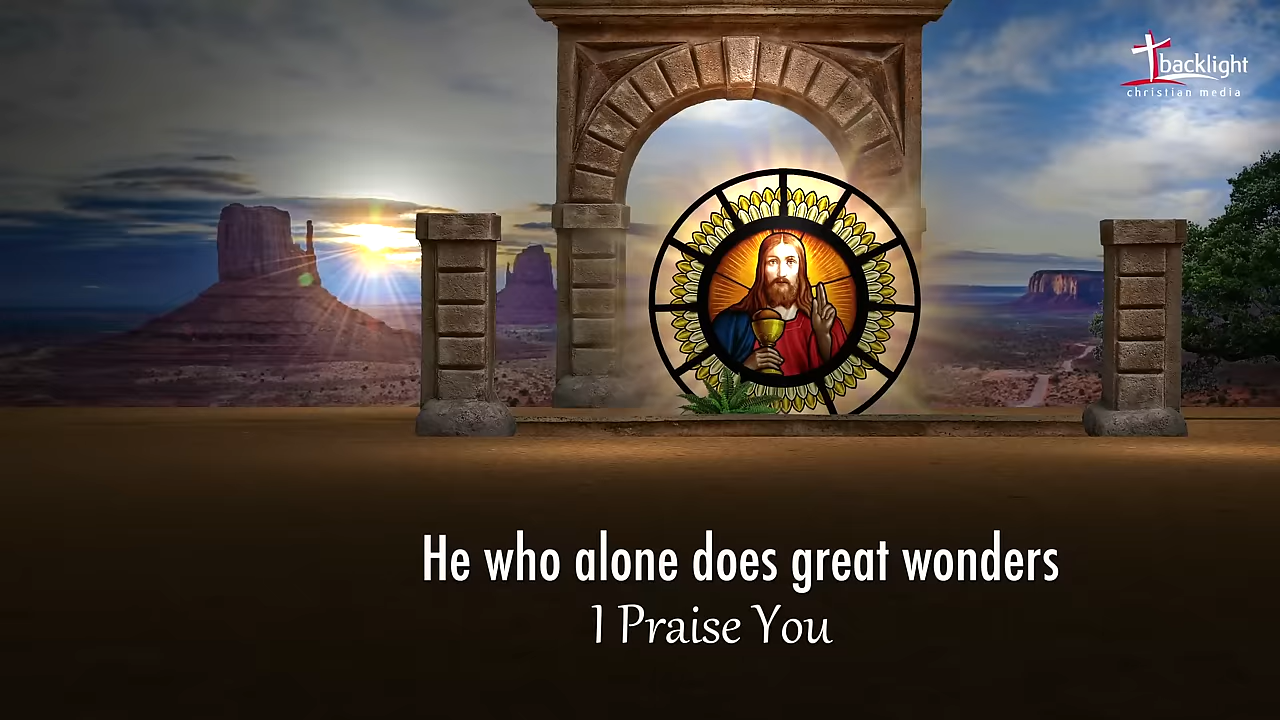 backlight
christian media
He who alone does great wonders
I Praise You